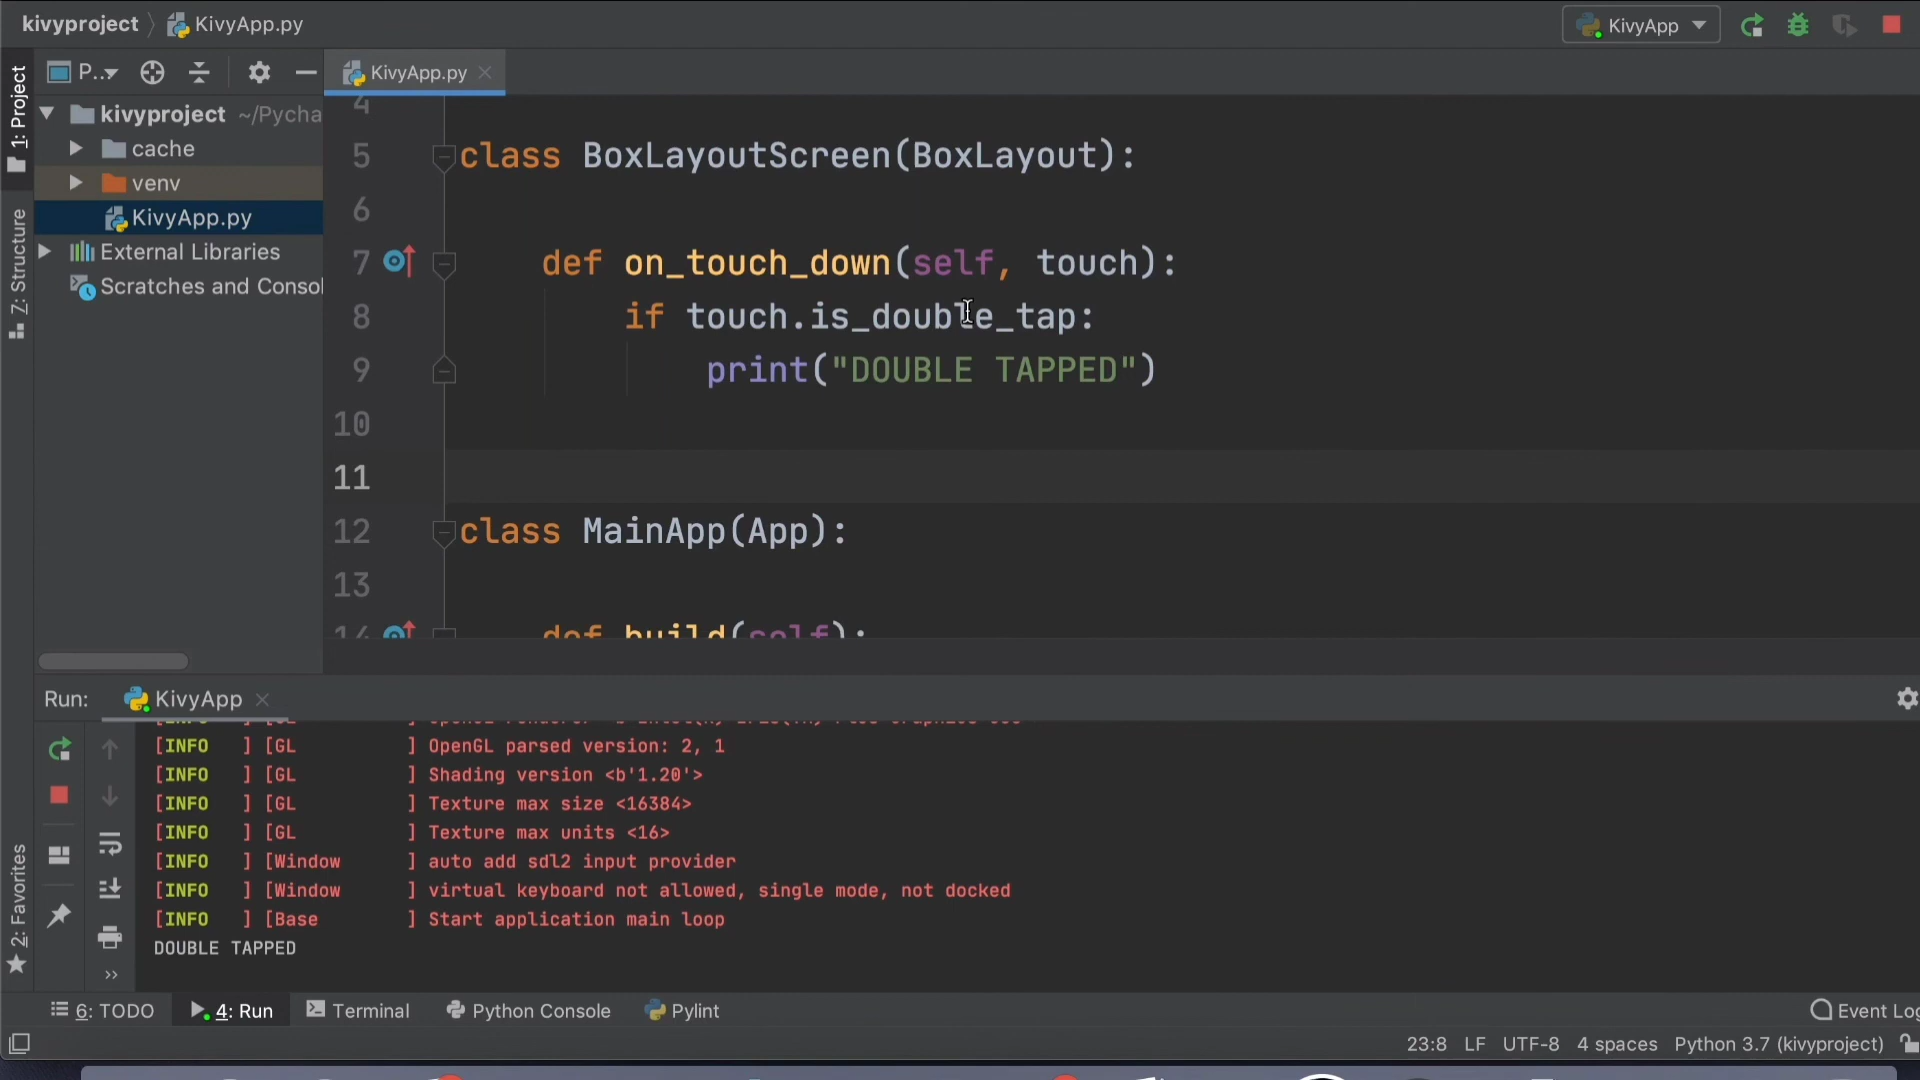 kivyproject KivyApp.py
KivyApp
1: Project
P..
KivyApp.py
kivyproject ~/Pycha
cache
venv
KivyApp.py
External Libraries
Scratches and Consol
7: Structure
2: Favorites
4
5 class BoxLayoutScreen(BoxLayout):
6
7 def on_touch_down(self, touch):
8 if touch.is_double_tap:
9 print("DOUBLE TAPPED")
10
11
12 class MainApp(App):
13
14 def build(self):
Run: KivyApp
[INFO ] [GL ] OpenGL parsed version: 2, 1
[INFO ] [GL ] Shading version <b'1.20'>
[INFO ] [GL ] Texture max size <16384>
[INFO ] [GL ] Texture max units <16>
[INFO ] [Window ] auto add sdl2 input provider
[INFO ] [Window ] virtual keyboard not allowed, single mode, not docked
[INFO ] [Base ] Start application main loop
DOUBLE TAPPED
6: TODO 4: Run Terminal Python Console Pylint Event Log
23:8 LF UTF-8 4 spaces Python 3.7 (kivyproject)